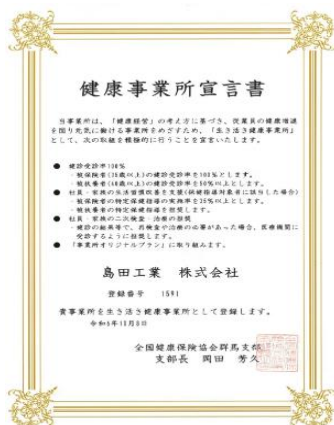 健康事業所宣言書
当事業所は、「健康経営」の考え方に基づき、従業員の健康増進
を図り元気に働ける事業所をめざすため、「生き活き健康事業所」
として、次の取組を積極的に行うことを宣言いたします。
● 健診受診率100%
・被保険者(35歳以上)の健診受診率を100%とします。
・被扶養者(40歳以上)の健診受診率を50%以上とします。
● 社員・家族の生活習慣改善を支援(保健指導対象者に該当した場合)
・被保険者の特定保健指導の実施率を35%以上とします。
・被扶養者の特定保健指導を推奨します。
● 社員・家族の二次検査・治療の推奨
・健診の結果等で、再検査や治療の必要があった場合、医療機関に
受診するように推奨します。
● 「事業所オリジナルプラン」に取り組みます。
島田工業 株式会社
登録番号 1591
貴事業所を生き活き健康事業所として登録します。
全国健康保険協会群馬支部
支部長 岡田 芳久